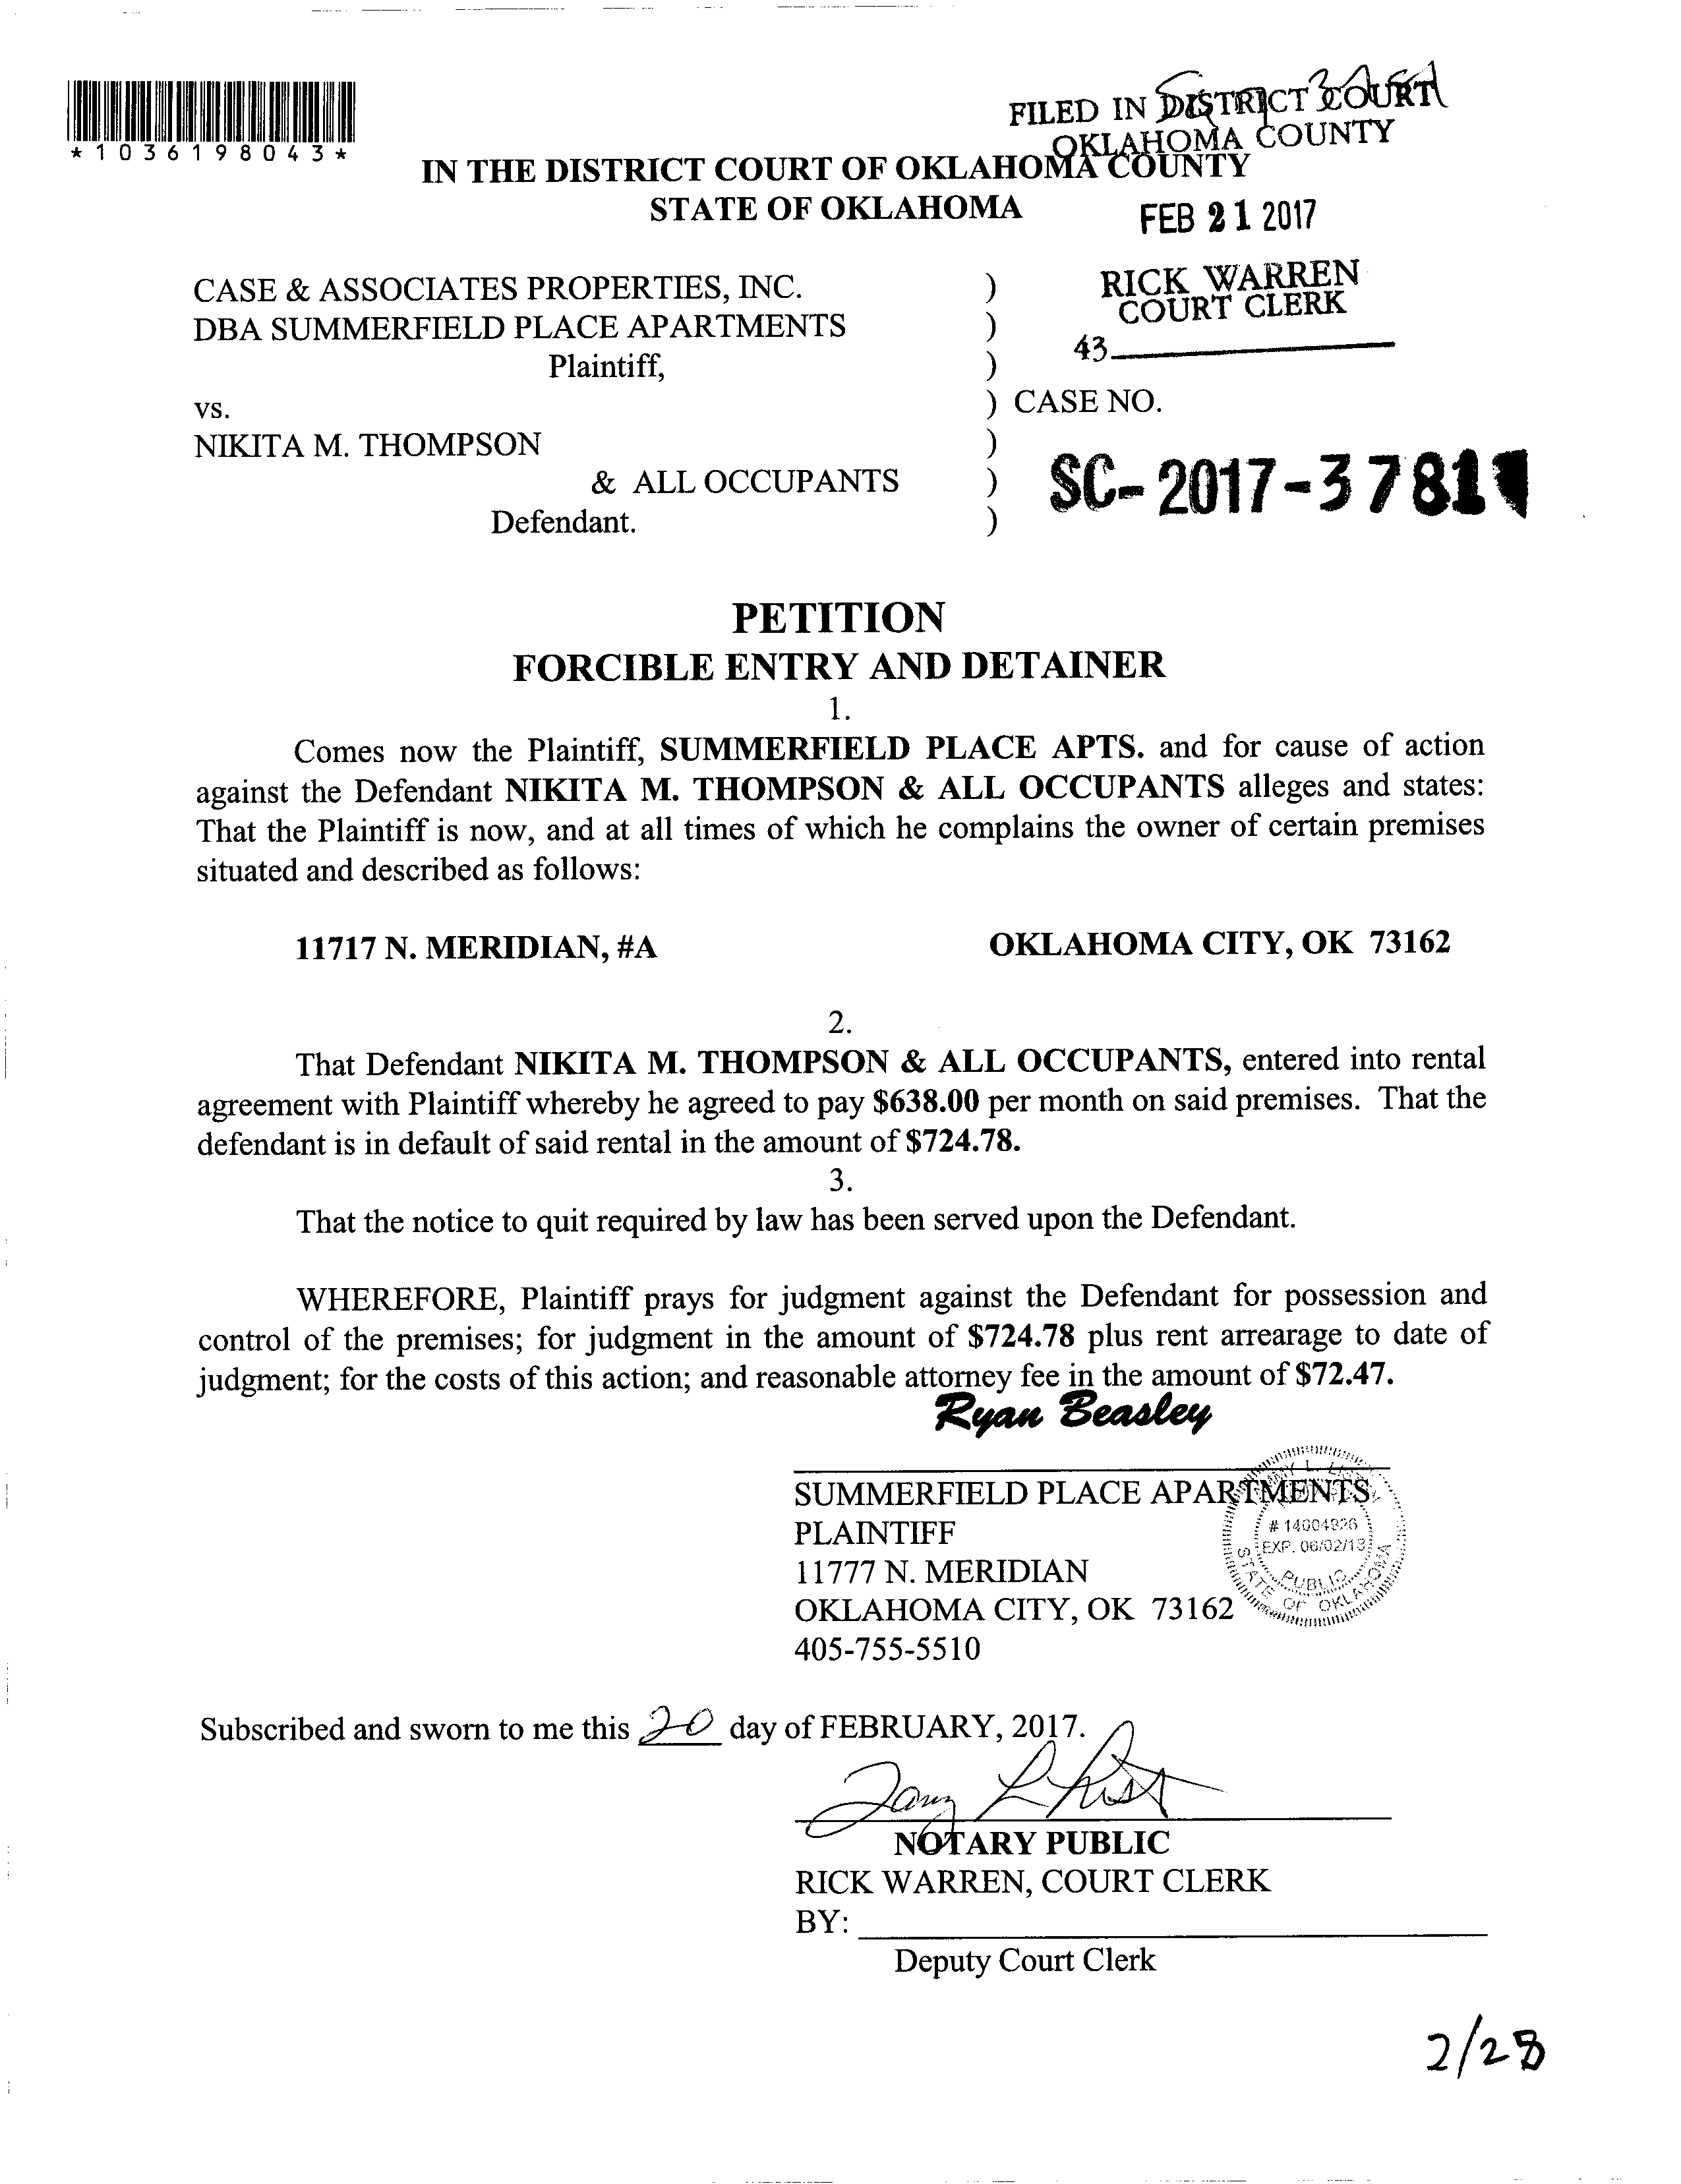 *1036198043*
FILED IN DISTRICT COURT
OKLAHOMA COUNTY
IN THE DISTRICT COURT OF OKLAHOMA COUNTY
STATE OF OKLAHOMA
FEB 21 2017
RICK WARREN
COURT CLERK
43
CASE & ASSOCIATES PROPERTIES, INC. )
DBA SUMMERFIELD PLACE APARTMENTS )
Plaintiff, )
vs. ) CASE NO.
NIKITA M. THOMPSON )
& ALL OCCUPANTS )
Defendant. )
SC-2017-3781
PETITION
FORCIBLE ENTRY AND DETAINER
1.
Comes now the Plaintiff, SUMMERFIELD PLACE APTS. and for cause of action
against the Defendant NIKITA M. THOMPSON & ALL OCCUPANTS alleges and states:
That the Plaintiff is now, and at all times of which he complains the owner of certain premises
situated and described as follows:
11717 N. MERIDIAN, #A OKLAHOMA CITY, OK 73162
2.
That Defendant NIKITA M. THOMPSON & ALL OCCUPANTS, entered into rental
agreement with Plaintiff whereby he agreed to pay $638.00 per month on said premises. That the
defendant is in default of said rental in the amount of $724.78.
3.
That the notice to quit required by law has been served upon the Defendant.
WHEREFORE, Plaintiff prays for judgment against the Defendant for possession and
control of the premises; for judgment in the amount of $724.78 plus rent arrearage to date of
judgment; for the costs of this action; and reasonable attorney fee in the amount of $72.47.
Ryan Beasley
SUMMERFIELD PLACE APARTMENTS
PLAINTIFF
11777 N. MERIDIAN
OKLAHOMA CITY, OK 73162
405-755-5510
EXP. 06/02/18
PUBLIC
STATE OF OKLAHOMA
Subscribed and sworn to me this 20 day of FEBRUARY, 2017.
NOTARY PUBLIC
RICK WARREN, COURT CLERK
BY:
Deputy Court Clerk
2/28